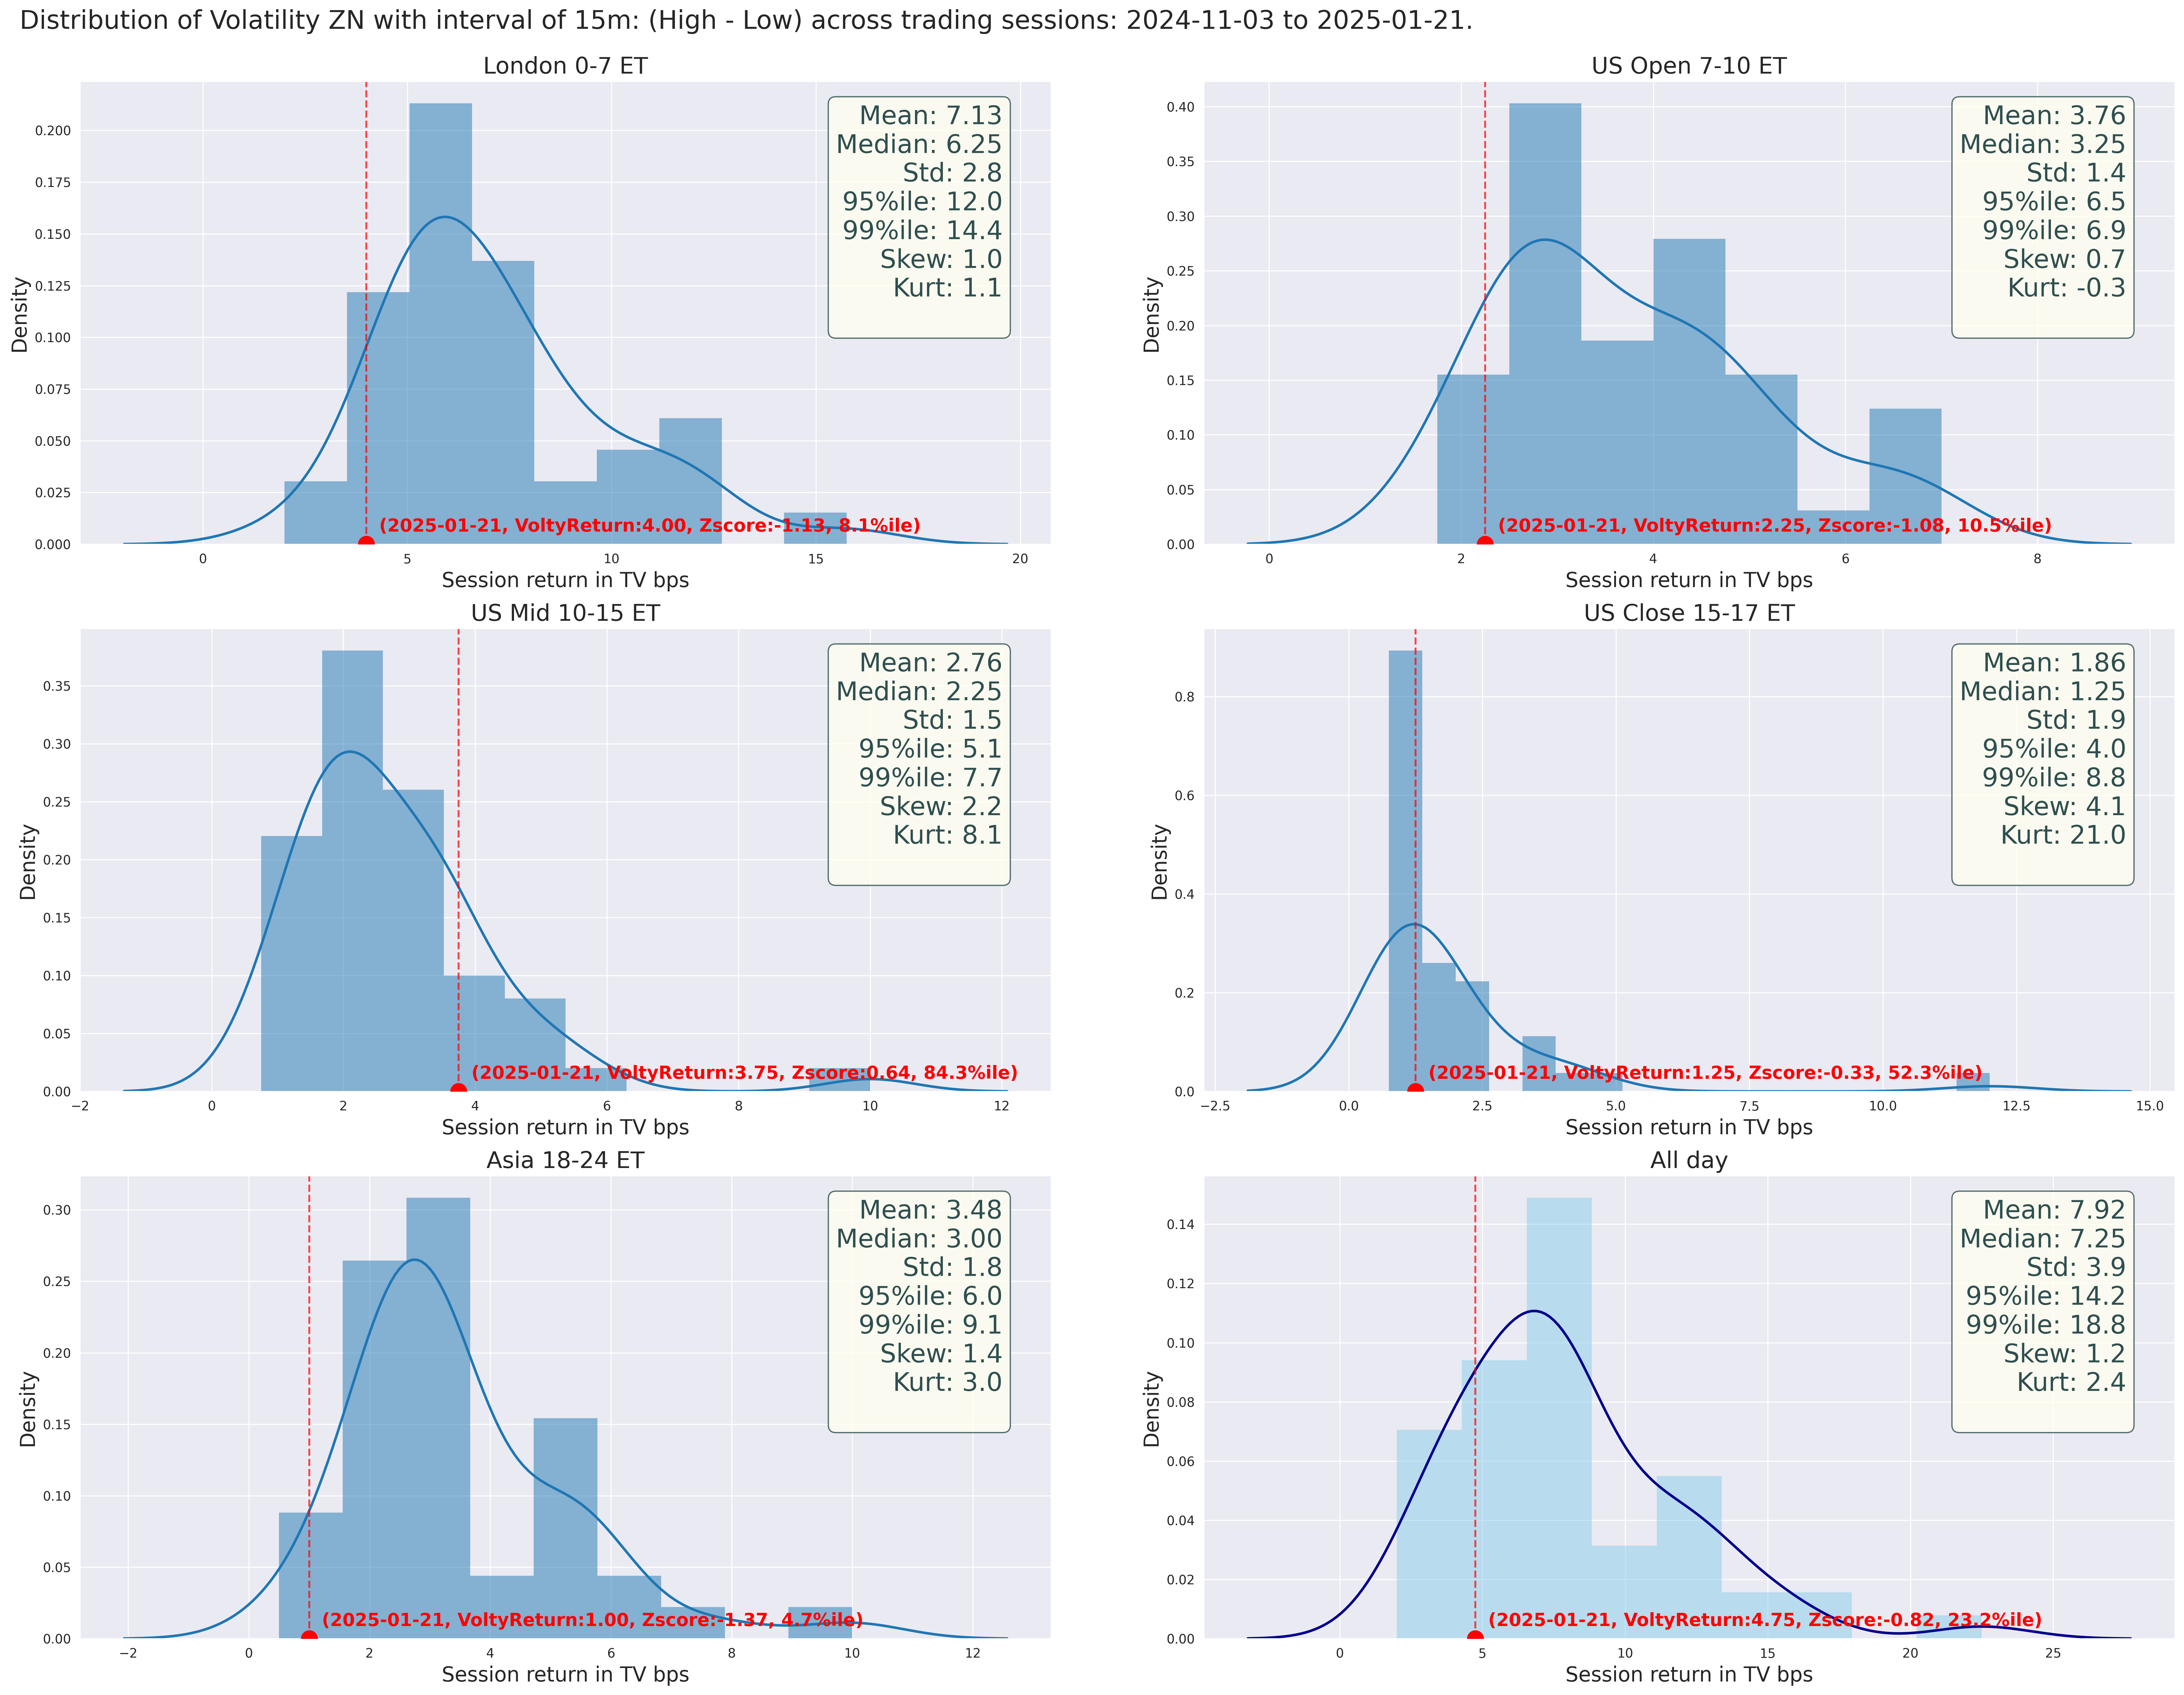 Distribution of Volatility ZN with interval of 15m: (High - Low) across trading sessions: 2024-11-03 to 2025-01-21.
London 0-7 ET
Density
0.200
0.175
0.150
0.125
0.100
0.075
0.050
0.025
0.000
Mean: 7.13
Median: 6.25
Std: 2.8
95%ile: 12.0
99%ile: 14.4
Skew: 1.0
Kurt: 1.1
(2025-01-21, VoltyReturn:4.00, Zscore:-1.13, 8.1%ile)
0 5 10 15 20
Session return in TV bps
US Open 7-10 ET
Density
0.40
0.35
0.30
0.25
0.20
0.15
0.10
0.05
0.00
Mean: 3.76
Median: 3.25
Std: 1.4
95%ile: 6.5
99%ile: 6.9
Skew: 0.7
Kurt: -0.3
(2025-01-21, VoltyReturn:2.25, Zscore:-1.08, 10.5%ile)
0 2 4 6 8
Session return in TV bps
US Mid 10-15 ET
Density
0.35
0.30
0.25
0.20
0.15
0.10
0.05
0.00
Mean: 2.76
Median: 2.25
Std: 1.5
95%ile: 5.1
99%ile: 7.7
Skew: 2.2
Kurt: 8.1
(2025-01-21, VoltyReturn:3.75, Zscore:0.64, 84.3%ile)
−2 0 2 4 6 8 10 12
Session return in TV bps
US Close 15-17 ET
Density
0.8
0.6
0.4
0.2
0.0
Mean: 1.86
Median: 1.25
Std: 1.9
95%ile: 4.0
99%ile: 8.8
Skew: 4.1
Kurt: 21.0
(2025-01-21, VoltyReturn:1.25, Zscore:-0.33, 52.3%ile)
−2.5 0.0 2.5 5.0 7.5 10.0 12.5 15.0
Session return in TV bps
Asia 18-24 ET
Density
0.30
0.25
0.20
0.15
0.10
0.05
0.00
Mean: 3.48
Median: 3.00
Std: 1.8
95%ile: 6.0
99%ile: 9.1
Skew: 1.4
Kurt: 3.0
(2025-01-21, VoltyReturn:1.00, Zscore:-1.37, 4.7%ile)
−2 0 2 4 6 8 10 12
Session return in TV bps
All day
Density
0.14
0.12
0.10
0.08
0.06
0.04
0.02
0.00
Mean: 7.92
Median: 7.25
Std: 3.9
95%ile: 14.2
99%ile: 18.8
Skew: 1.2
Kurt: 2.4
(2025-01-21, VoltyReturn:4.75, Zscore:-0.82, 23.2%ile)
0 5 10 15 20 25
Session return in TV bps